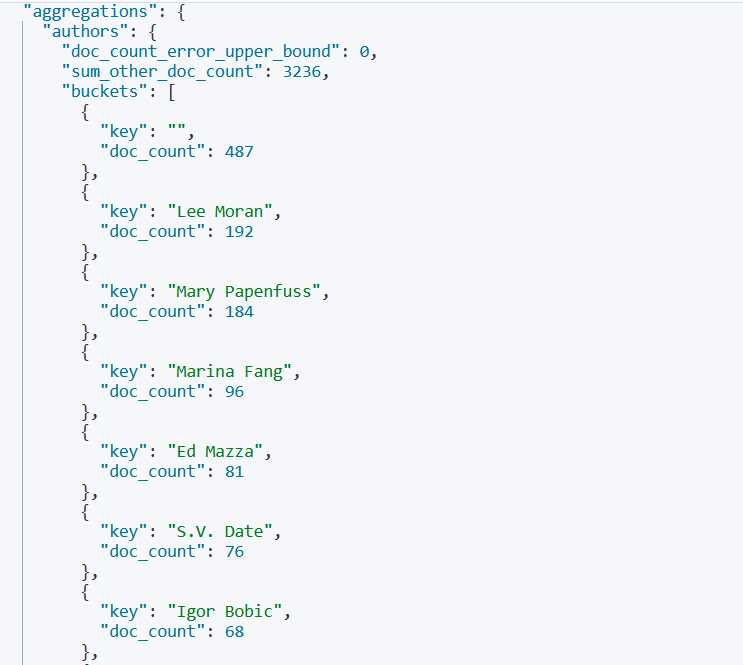 "aggregations": {
"authors": {
"doc_count_error_upper_bound": 0,
"sum_other_doc_count": 3236,
"buckets": [
{
"key": "",
"doc_count": 487
},
{
"key": "Lee Moran",
"doc_count": 192
},
{
"key": "Mary Papenfuss",
"doc_count": 184
},
{
"key": "Marina Fang",
"doc_count": 96
},
{
"key": "Ed Mazza",
"doc_count": 81
},
{
"key": "S.V. Date",
"doc_count": 76
},
{
"key": "Igor Bobic",
"doc_count": 68
},